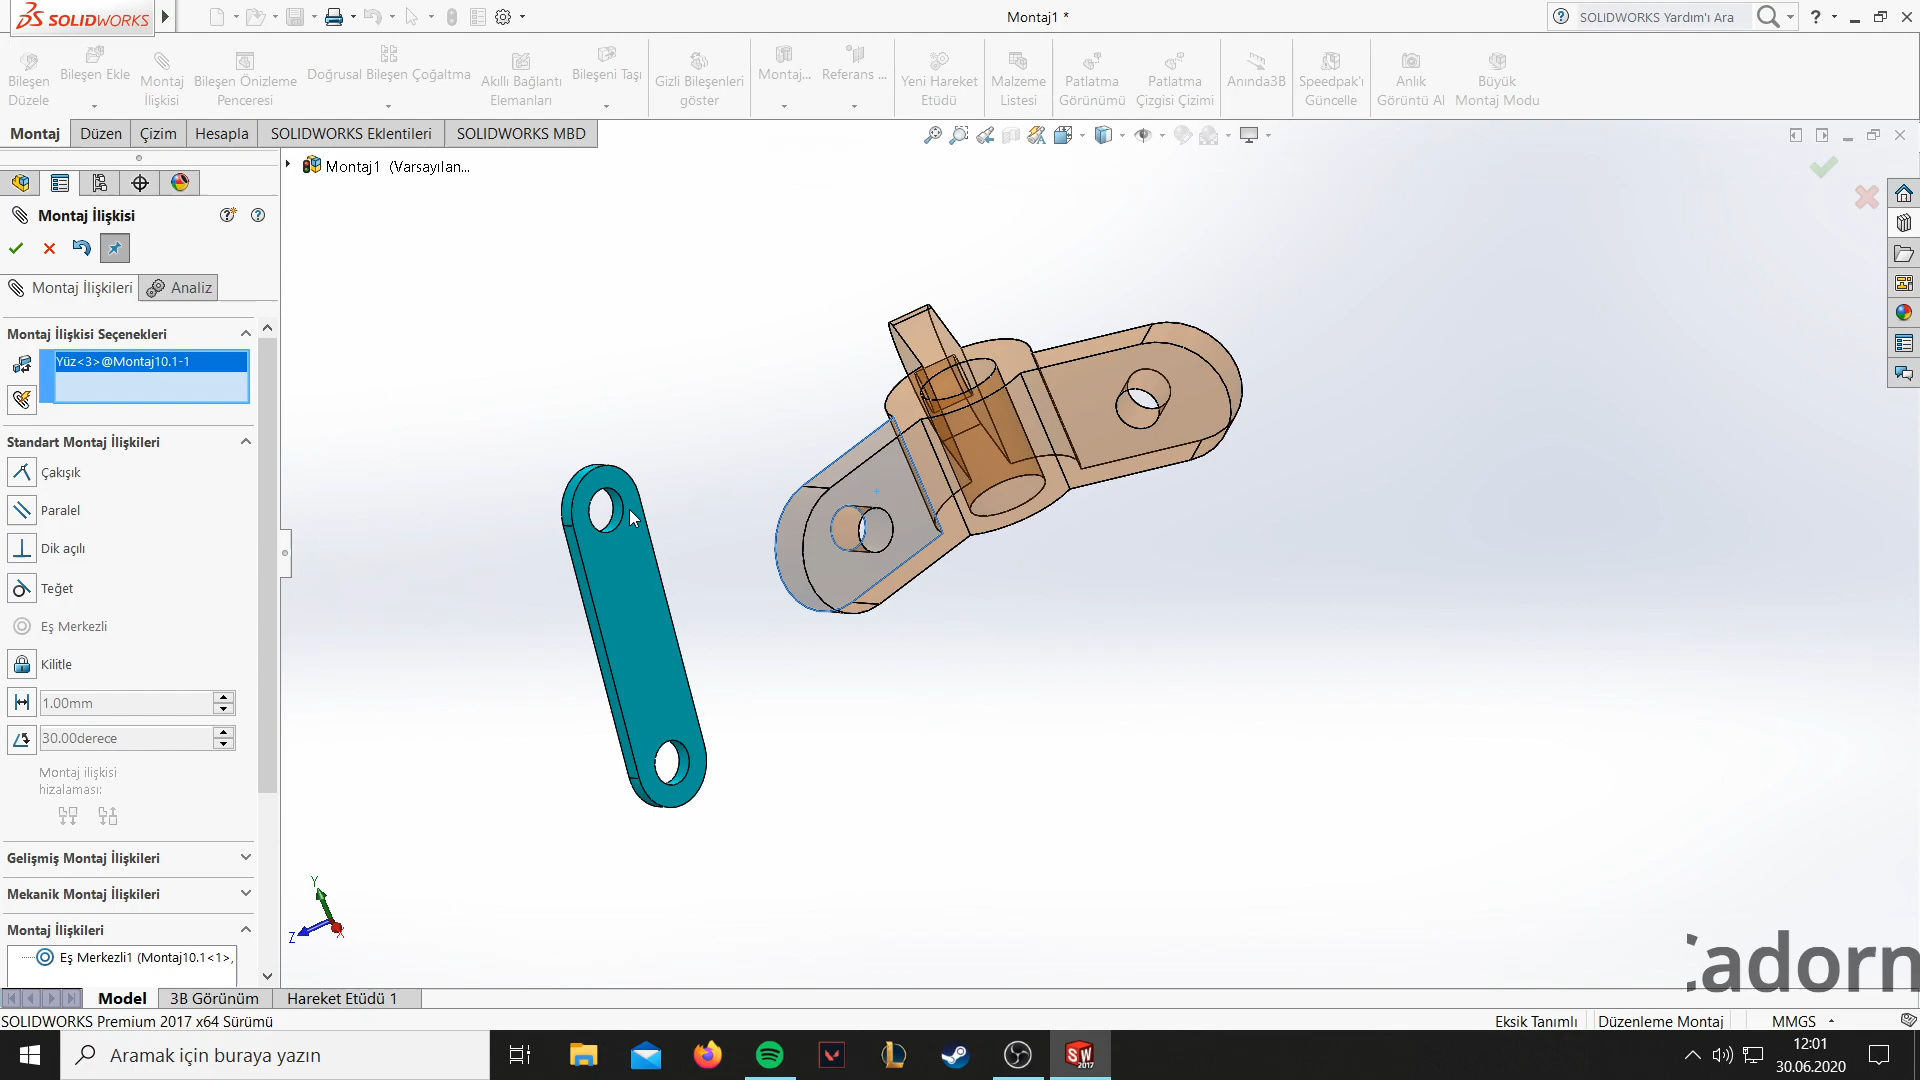 SOLIDWORKS
Montaj1 *
SOLIDWORKS Yardım'ı Ara
?
Bileşen Düzele
Bileşen Ekle
Montaj İlişkisi
Bileşen Önizleme Penceresi
Doğrusal Bileşen Çoğaltma
Akıllı Bağlantı Elemanları
Bileşeni Taşı
Gizli Bileşenleri göster
Montaj...
Referans ...
Yeni Hareket Etüdü
Malzeme Listesi
Patlatma Görünümü
Patlatma Çizgisi Çizimi
Anında3B
Speedpak'ı Güncelle
Anlık Görüntü Al
Büyük Montaj Modu
Montaj
Düzen
Çizim
Hesapla
SOLIDWORKS Eklentileri
SOLIDWORKS MBD
Montaj1 (Varsayılan...
Montaj İlişkisi
Montaj İlişkileri
Analiz
Montaj İlişkisi Seçenekleri
Yüz<3>@Montaj10.1-1
Standart Montaj İlişkileri
Çakışık
Paralel
Dik açılı
Teğet
Eş Merkezli
Kilitle
1.00mm
30.00derece
Montaj ilişkisi
hizalaması:
Gelişmiş Montaj İlişkileri
Mekanik Montaj İlişkileri
Montaj İlişkileri
Eş Merkezli1 (Montaj10.1<1>,
Y
Z
X
adorn
Model
3B Görünüm
Hareket Etüdü 1
SOLIDWORKS Premium 2017 x64 Sürümü
Eksik Tanımlı
Düzenleme Montaj
MMGS
Aramak için buraya yazın
SW
2017
12:01
30.06.2020